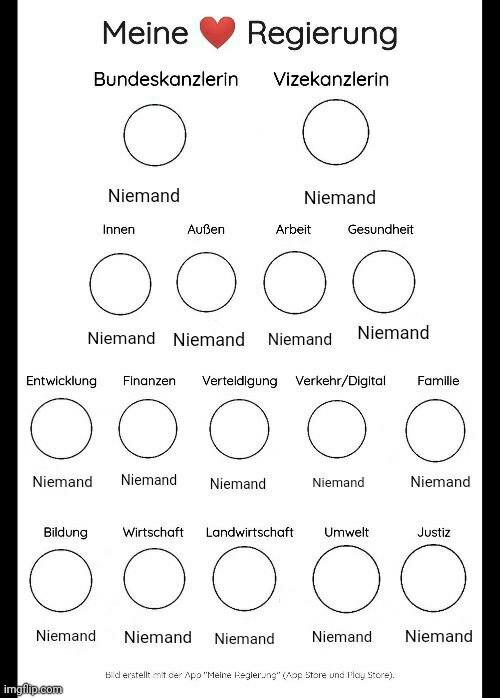 Meine ❤️ Regierung
Bundeskanzlerin Vizekanzlerin
Niemand Niemand
Innen Außen Arbeit Gesundheit
Niemand Niemand Niemand Niemand
Entwicklung Finanzen Verteidigung Verkehr/Digital Familie
Niemand Niemand Niemand Niemand Niemand
Bildung Wirtschaft Landwirtschaft Umwelt Justiz
Niemand Niemand Niemand Niemand Niemand
Bild erstellt mit der App "Meine Regierung" (App Store und Play Store).
imgflip.com